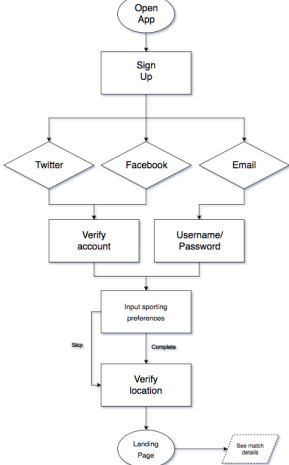 Open
App
Sign
Up
Twitter
Facebook
Email
Verify
account
Username/
Password
Input sporting
preferences
Skip
Complete
Verify
location
Landing
Page
See match
details